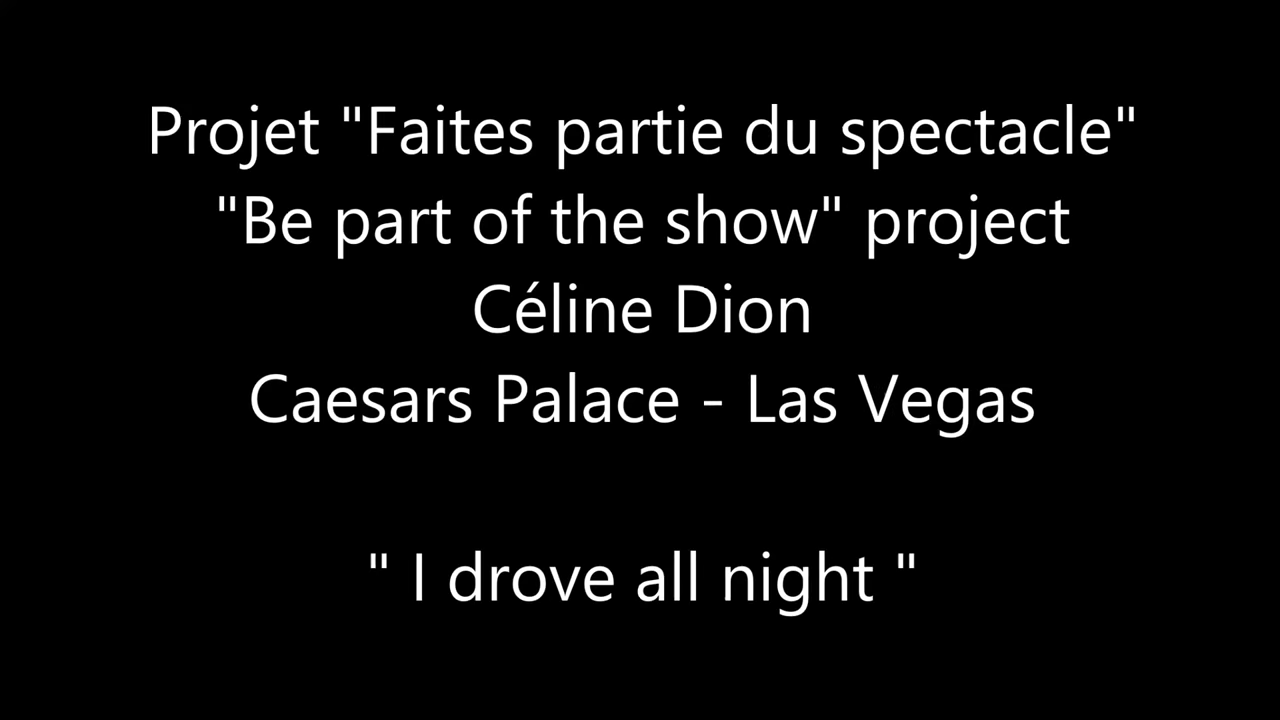 Projet "Faites partie du spectacle"
"Be part of the show" project
Céline Dion
Caesars Palace - Las Vegas
" I drove all night "